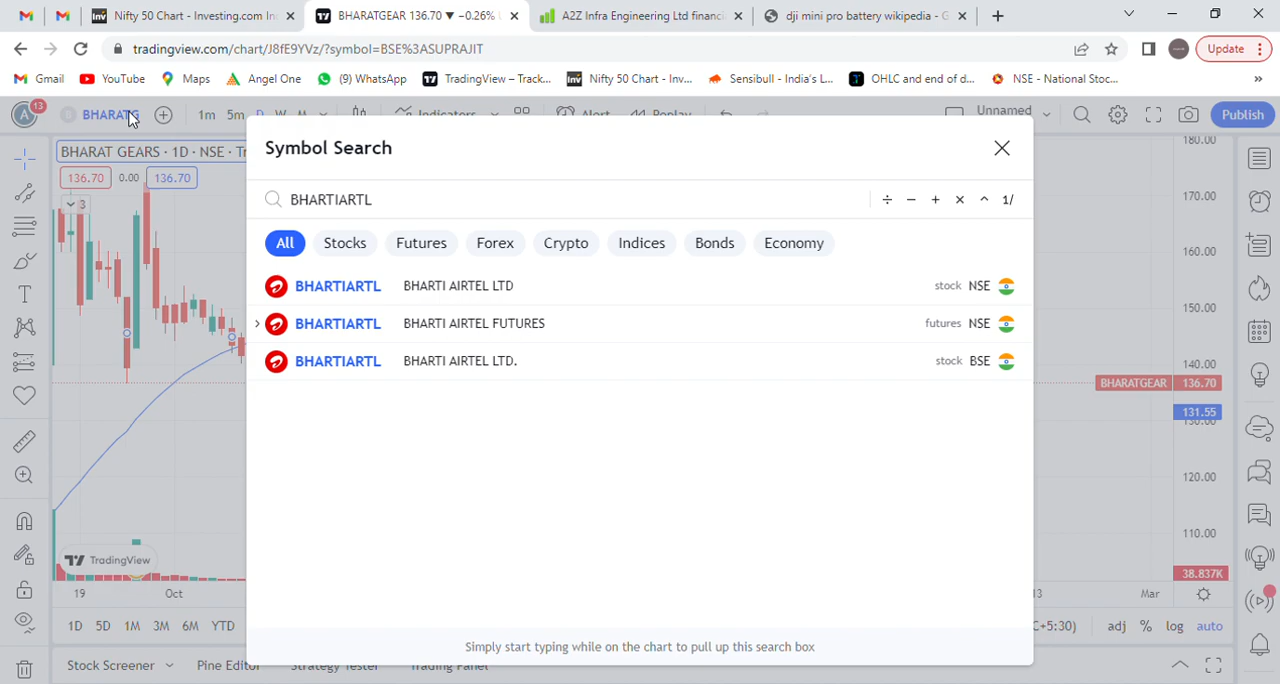 Nifty 50 Chart - Investing.com In
BHARATGEAR 136.70 ▼ −0.26%
A2Z Infra Engineering Ltd financi
dji mini pro battery wikipedia - G
tradingview.com/chart/J8fE9YVz/?symbol=BSE%3ASUPRAJIT
Update
Gmail
YouTube
Maps
Angel One
(9) WhatsApp
TradingView – Track...
Nifty 50 Chart - Inv...
Sensibull - India's L...
OHLC and end of d...
NSE - National Stoc...
»
A
13
BHARATG
1m
5m
D
W
M
Indicators
Alert
Replay
Unnamed
Publish
BHARAT GEARS · 1D · NSE · Tr
136.70
0.00
136.70
3
Symbol Search
BHARTIARTL
÷ − + × ^ 1/
All
Stocks
Futures
Forex
Crypto
Indices
Bonds
Economy
BHARTIARTL BHARTI AIRTEL LTD stock NSE
BHARTIARTL BHARTI AIRTEL FUTURES futures NSE
BHARTIARTL BHARTI AIRTEL LTD. stock BSE
Simply start typing while on the chart to pull up this search box
180.00
170.00
160.00
150.00
140.00
BHARATGEAR 136.70
131.55
130.00
120.00
110.00
38.837K
TradingView
19
Oct
13
Mar
1D
5D
1M
3M
6M
YTD
C+5:30)
adj
%
log
auto
Stock Screener
Pine Editor
Strategy Tester
Trading Panel